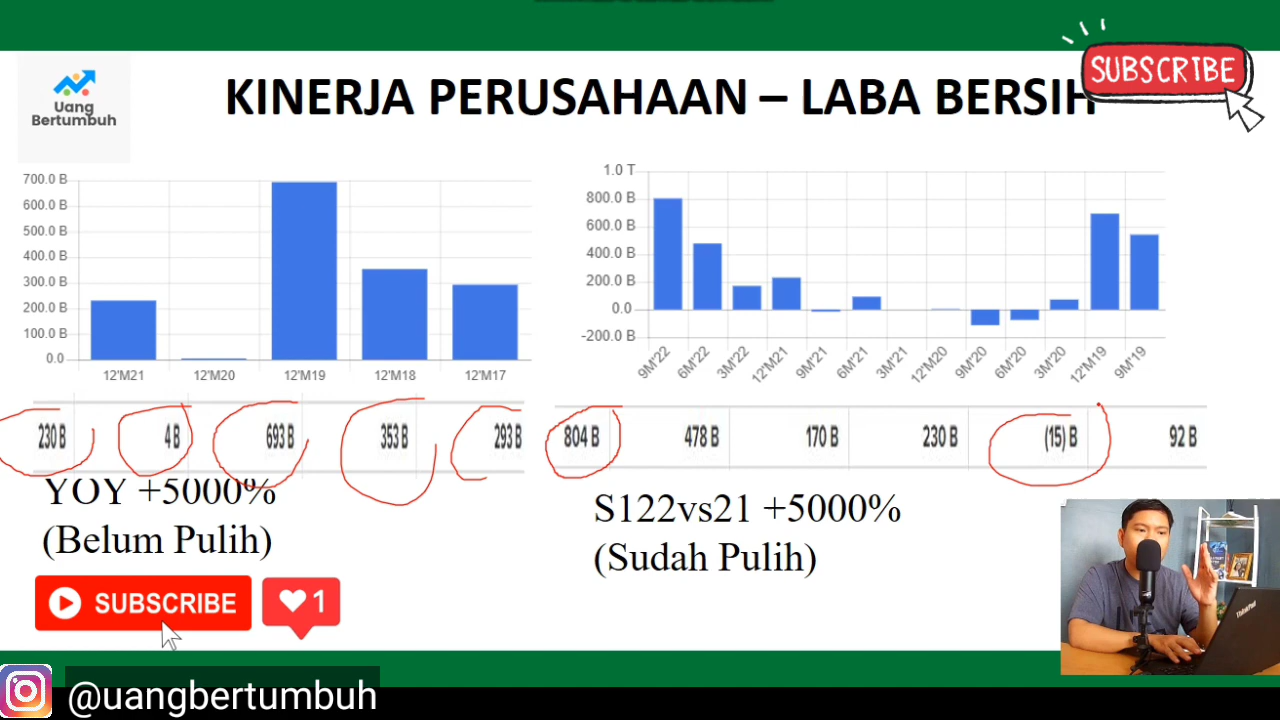 SUBSCRIBE
Uang
Bertumbuh
KINERJA PERUSAHAAN – LABA BERSIH
700.0 B
600.0 B
500.0 B
400.0 B
300.0 B
200.0 B
100.0 B
0.0
12'M21 12'M20 12'M19 12'M18 12'M17
1.0 T
800.0 B
600.0 B
400.0 B
200.0 B
0.0
-200.0 B
9M'22 6M'22 3M'22 12'M21 9M'21 6M'21 3M'21 12'M20 9M'20 6M'20 3M'20 12'M19 9M'19
230 B 4 B 693 B 353 B 293 B
804 B 478 B 170 B 230 B (15) B 92 B
YOY +5000%
(Belum Pulih)
S122vs21 +5000%
(Sudah Pulih)
SUBSCRIBE
1
ThinkPad
@uangbertumbuh